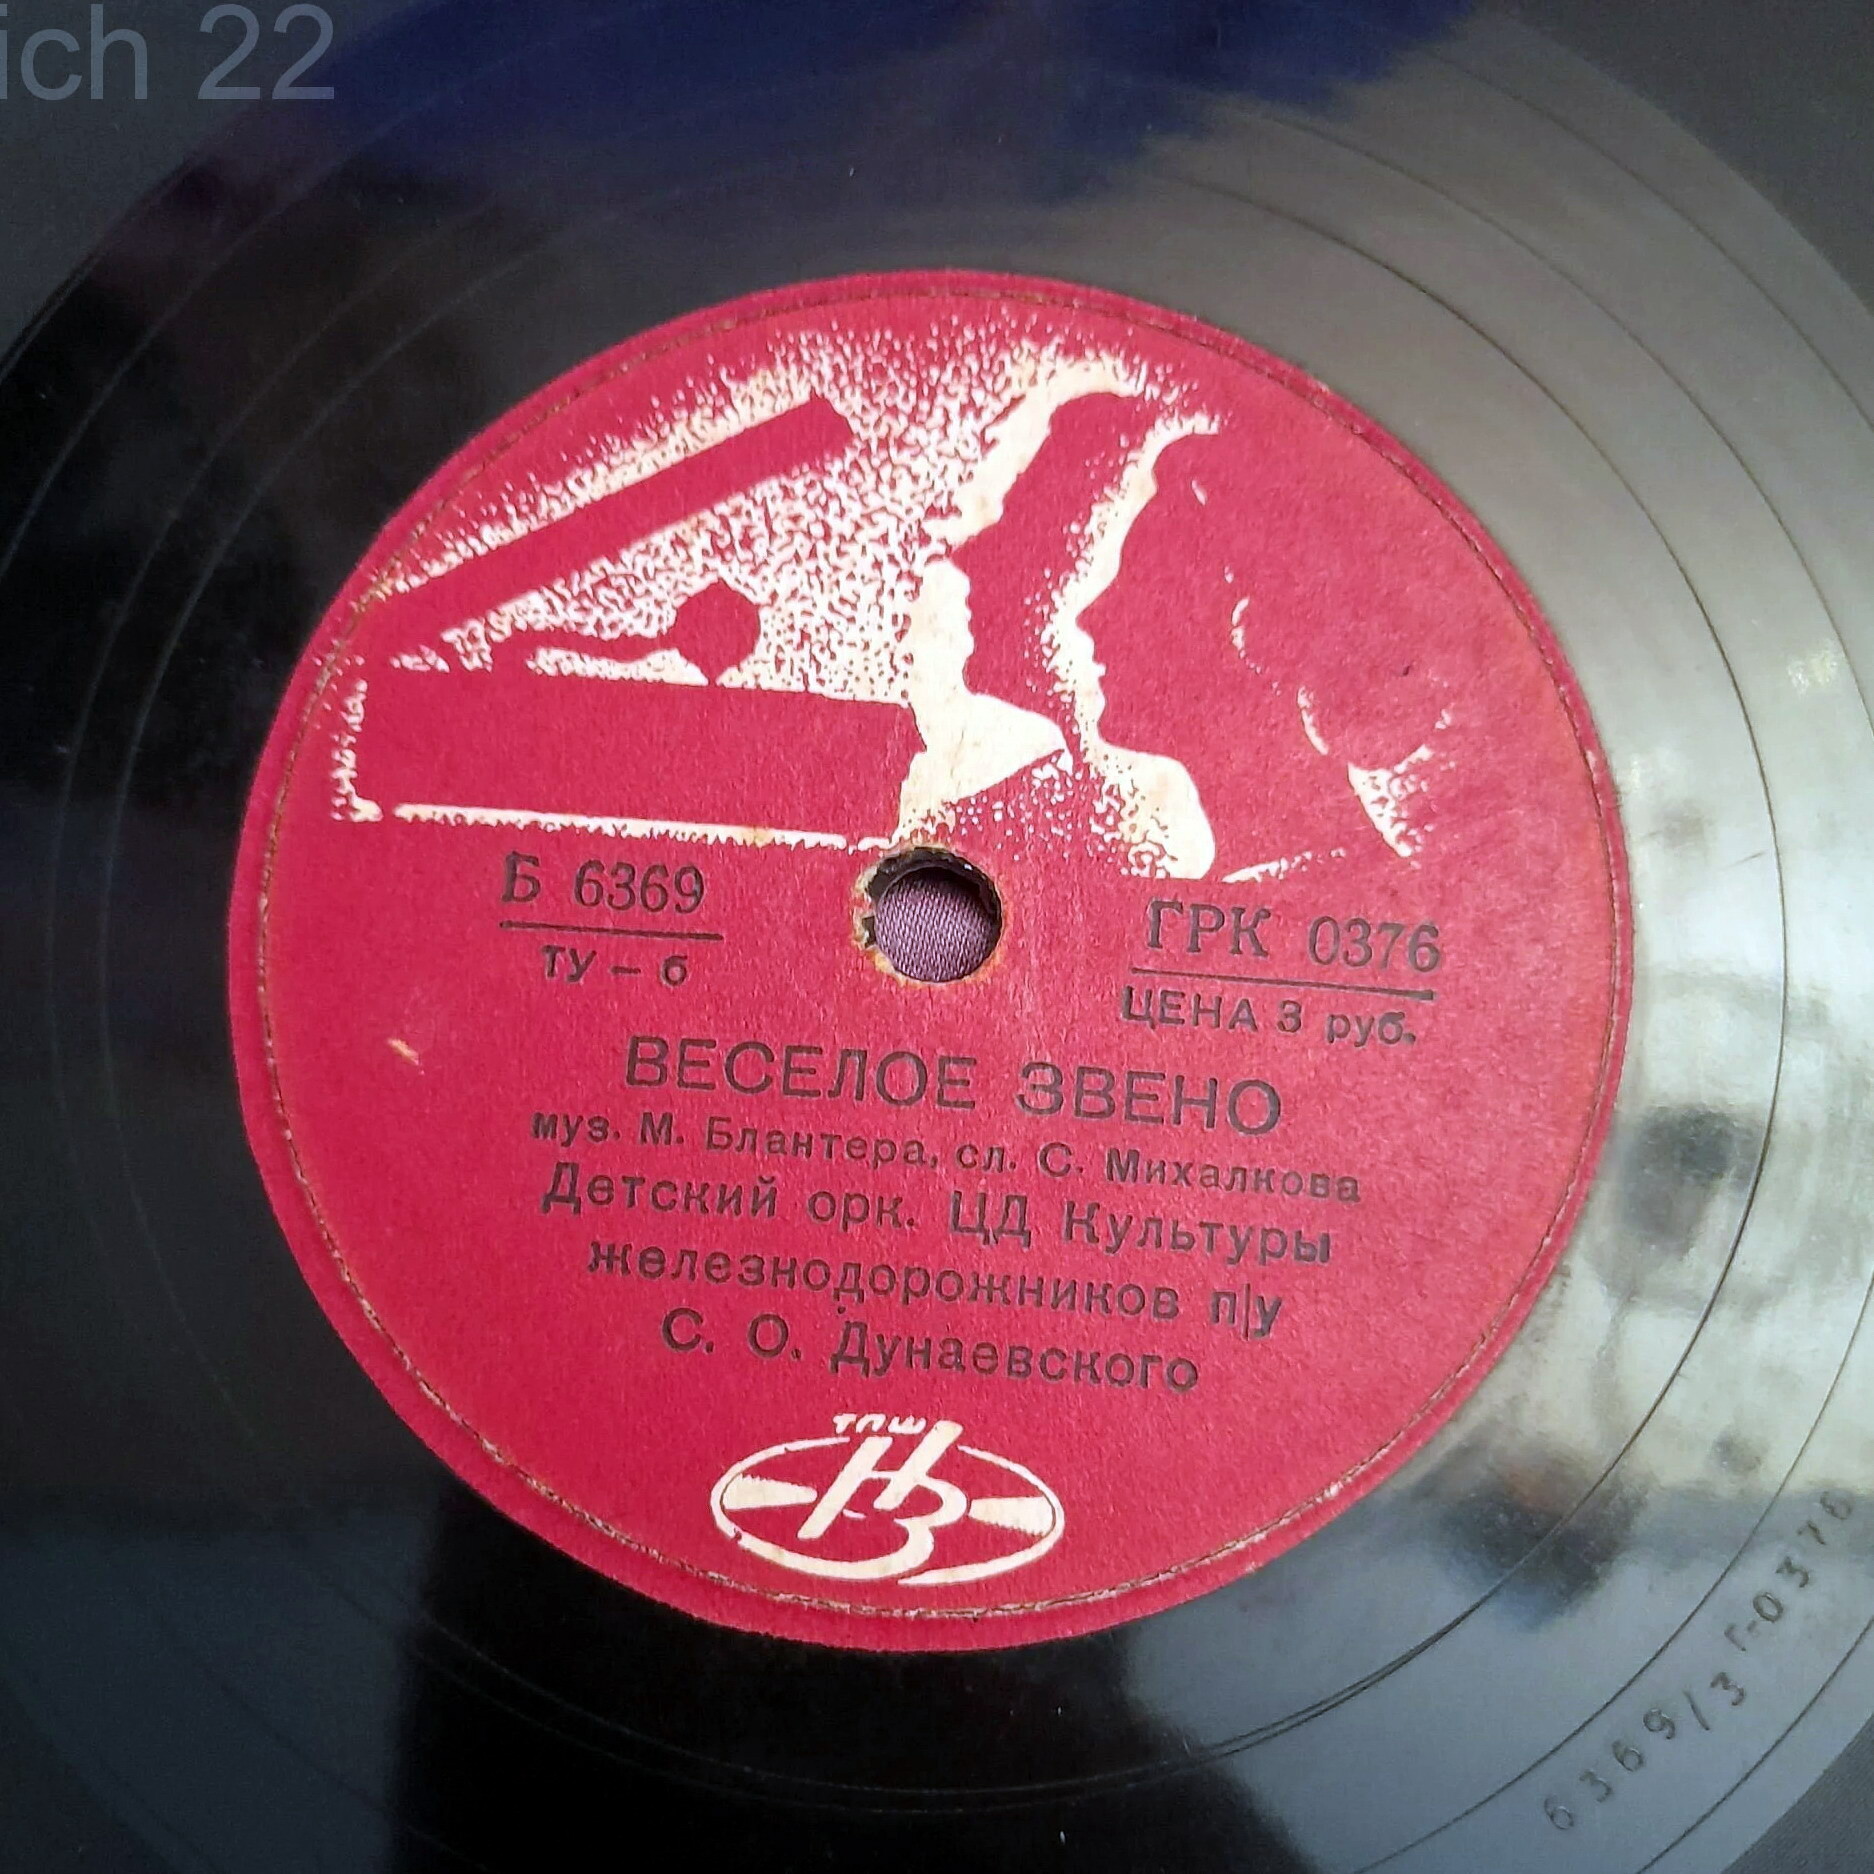 ich 22
Б 6369
ТУ – б
ГРК 0376
ЦЕНА 3 руб.
ВЕСЕЛОЕ ЗВЕНО
муз. М. Блантера, сл. С. Михалкова
Детский орк. ЦД Культуры
железнодорожников п/у
С. О. Дунаевского
ТПШ
НЗ
6369/3 Г-0376